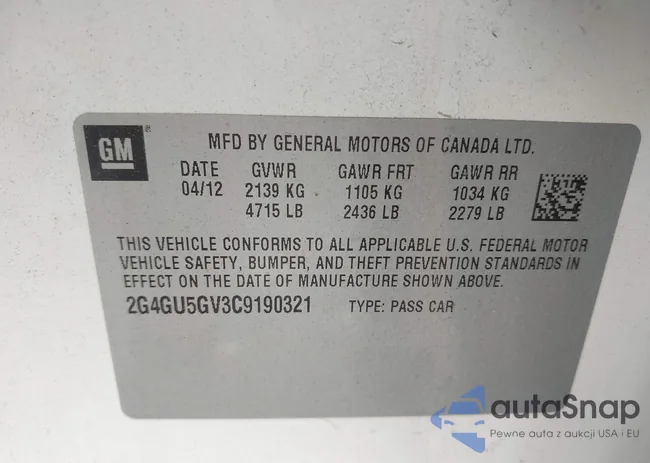 GM
MFD BY GENERAL MOTORS OF CANADA LTD.
DATE GVWR GAWR FRT GAWR RR
04/12 2139 KG 1105 KG 1034 KG
4715 LB 2436 LB 2279 LB
THIS VEHICLE CONFORMS TO ALL APPLICABLE U.S. FEDERAL MOTOR
VEHICLE SAFETY, BUMPER, AND THEFT PREVENTION STANDARDS IN
EFFECT ON THE DATE OF MANUFACTURE SHOWN ABOVE.
2G4GU5GV3C9190321 TYPE: PASS CAR
autaSnap
Pewne auta z aukcji USA i EU